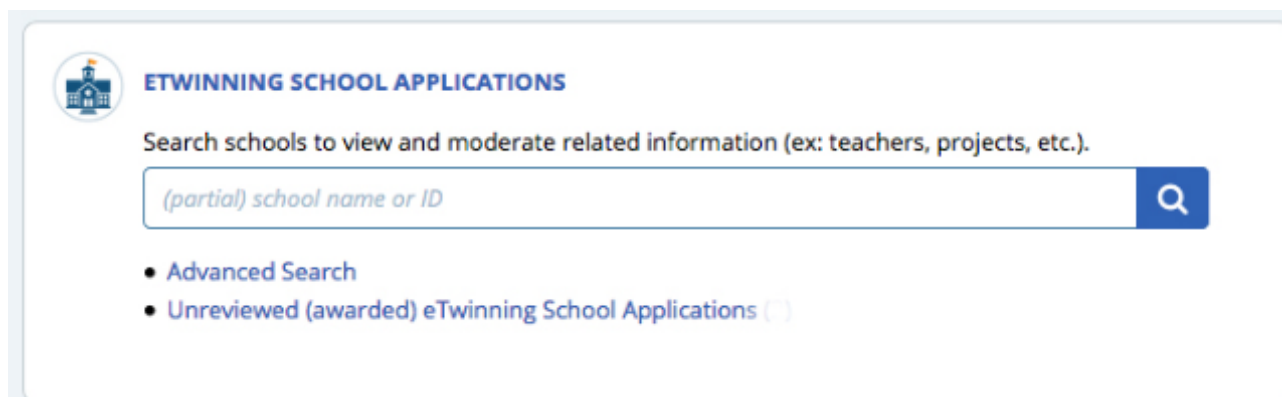 ETWINNING SCHOOL APPLICATIONS
Search schools to view and moderate related information (ex: teachers, projects, etc.).
(partial) school name or ID
• Advanced Search
• Unreviewed (awarded) eTwinning School Applications